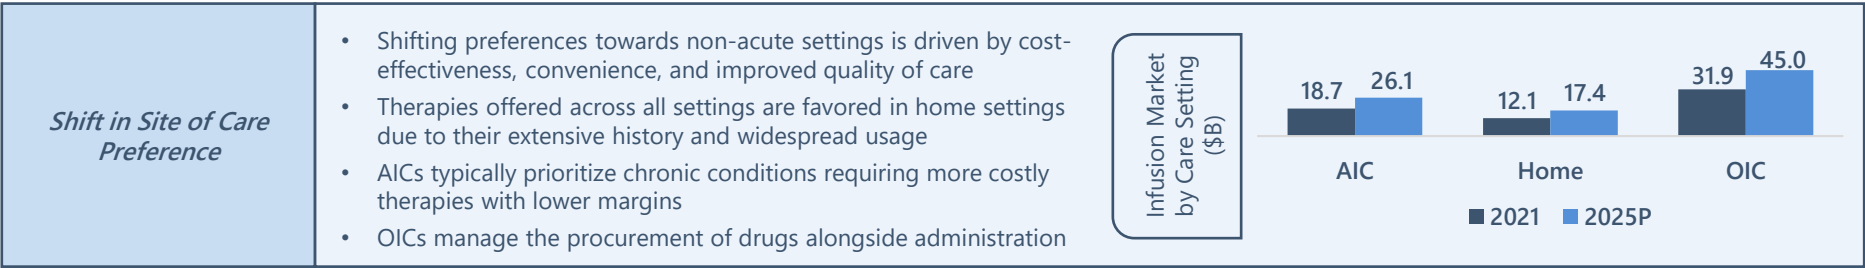 Shift in Site of Care
Preference
• Shifting preferences towards non-acute settings is driven by cost-
effectiveness, convenience, and improved quality of care
• Therapies offered across all settings are favored in home settings
due to their extensive history and widespread usage
• AICs typically prioritize chronic conditions requiring more costly
therapies with lower margins
• OICs manage the procurement of drugs alongside administration
Infusion Market
by Care Setting
($B)
18.7 26.1 12.1 17.4 31.9 45.0
AIC Home OIC
2021 2025P